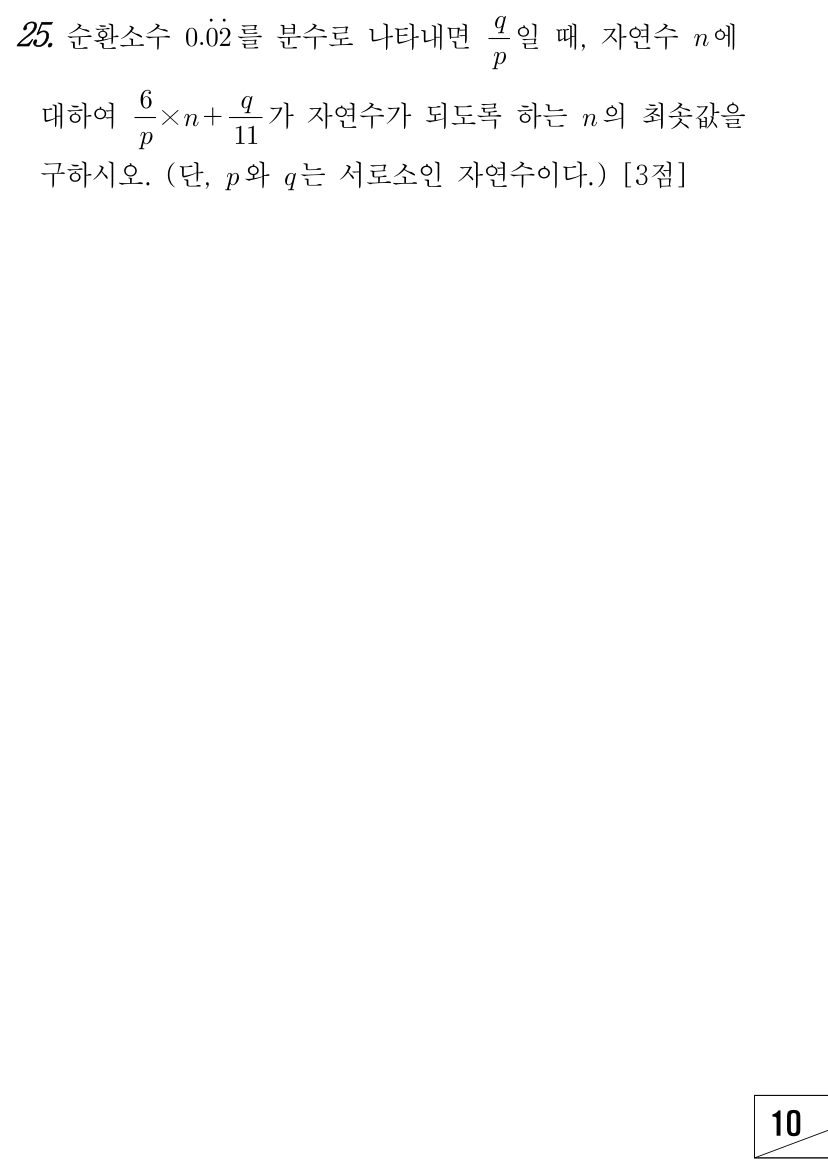 25. 순환소수 0.0̇2̇를 분수로 나타내면 q/p일 때, 자연수 n에
대하여 6/p×n+q/11가 자연수가 되도록 하는 n의 최솟값을
구하시오. (단, p와 q는 서로소인 자연수이다.) [3점]
10